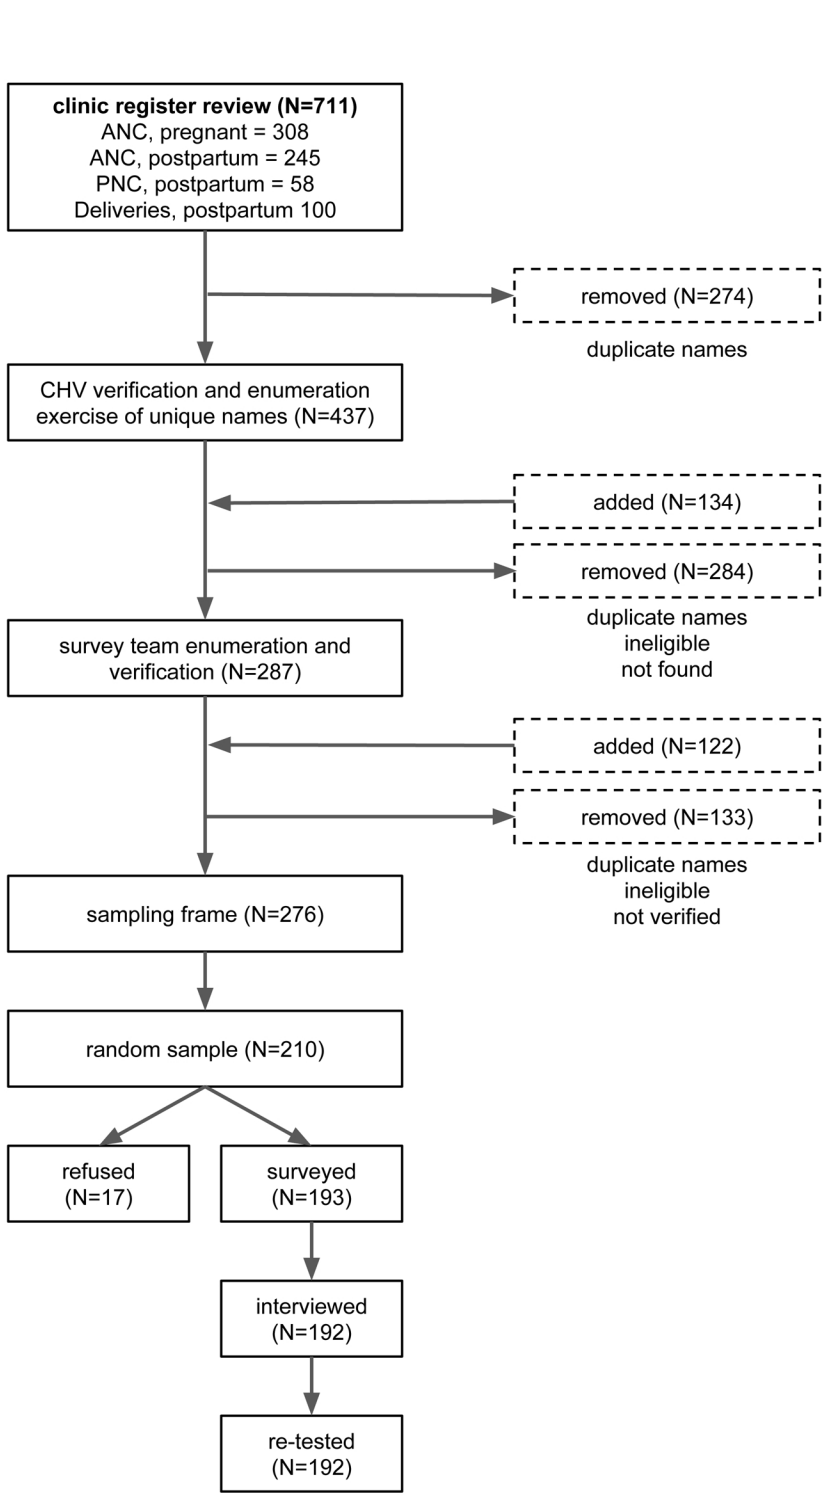 clinic register review (N=711)
ANC, pregnant = 308
ANC, postpartum = 245
PNC, postpartum = 58
Deliveries, postpartum 100
removed (N=274)
duplicate names
CHV verification and enumeration
exercise of unique names (N=437)
added (N=134)
removed (N=284)
duplicate names
ineligible
not found
survey team enumeration and
verification (N=287)
added (N=122)
removed (N=133)
duplicate names
ineligible
not verified
sampling frame (N=276)
random sample (N=210)
refused
(N=17)
surveyed
(N=193)
interviewed
(N=192)
re-tested
(N=192)